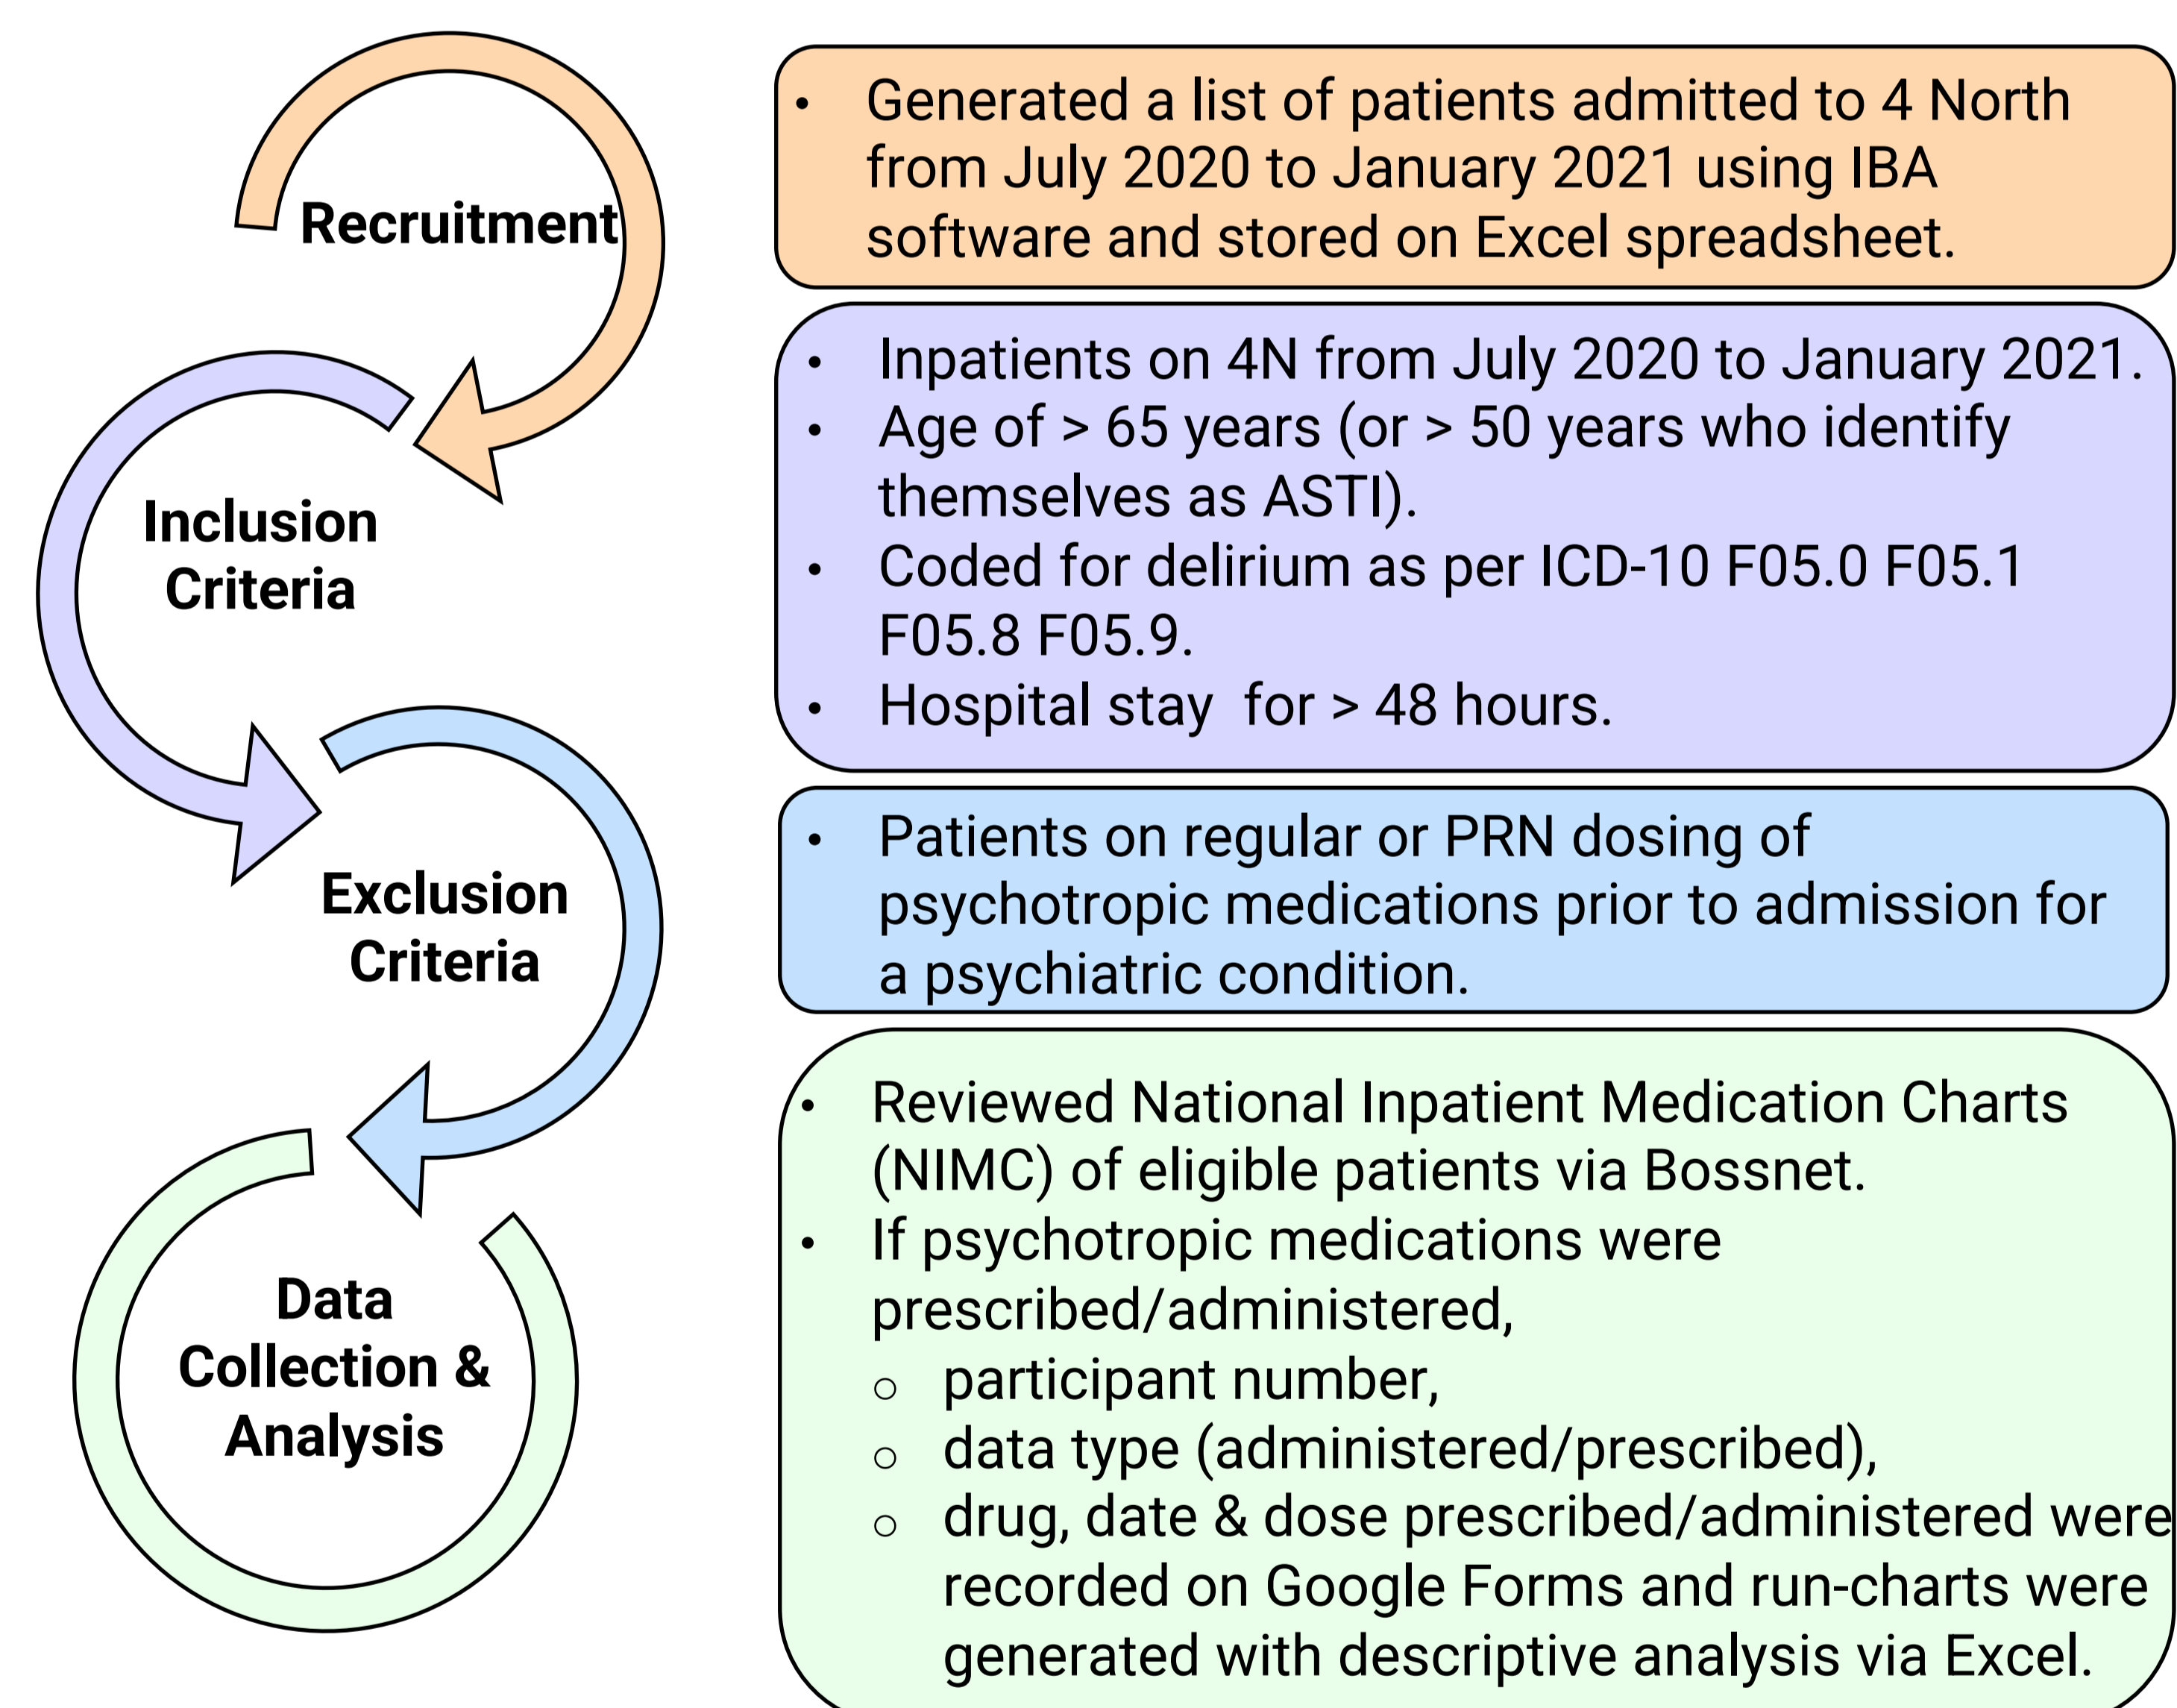 Recruitment
• Generated a list of patients admitted to 4 North
from July 2020 to January 2021 using IBA
software and stored on Excel spreadsheet.
Inclusion
Criteria
• Inpatients on 4N from July 2020 to January 2021.
• Age of > 65 years (or > 50 years who identify
themselves as ASTI).
• Coded for delirium as per ICD-10 F05.0 F05.1
F05.8 F05.9.
• Hospital stay  for > 48 hours.
Exclusion
Criteria
• Patients on regular or PRN dosing of
psychotropic medications prior to admission for
a psychiatric condition.
Data
Collection &
Analysis
• Reviewed National Inpatient Medication Charts
(NIMC) of eligible patients via Bossnet.
• If psychotropic medications were
prescribed/administered,
○ participant number,
○ data type (administered/prescribed),
○ drug, date & dose prescribed/administered were
recorded on Google Forms and run-charts were
generated with descriptive analysis via Excel.